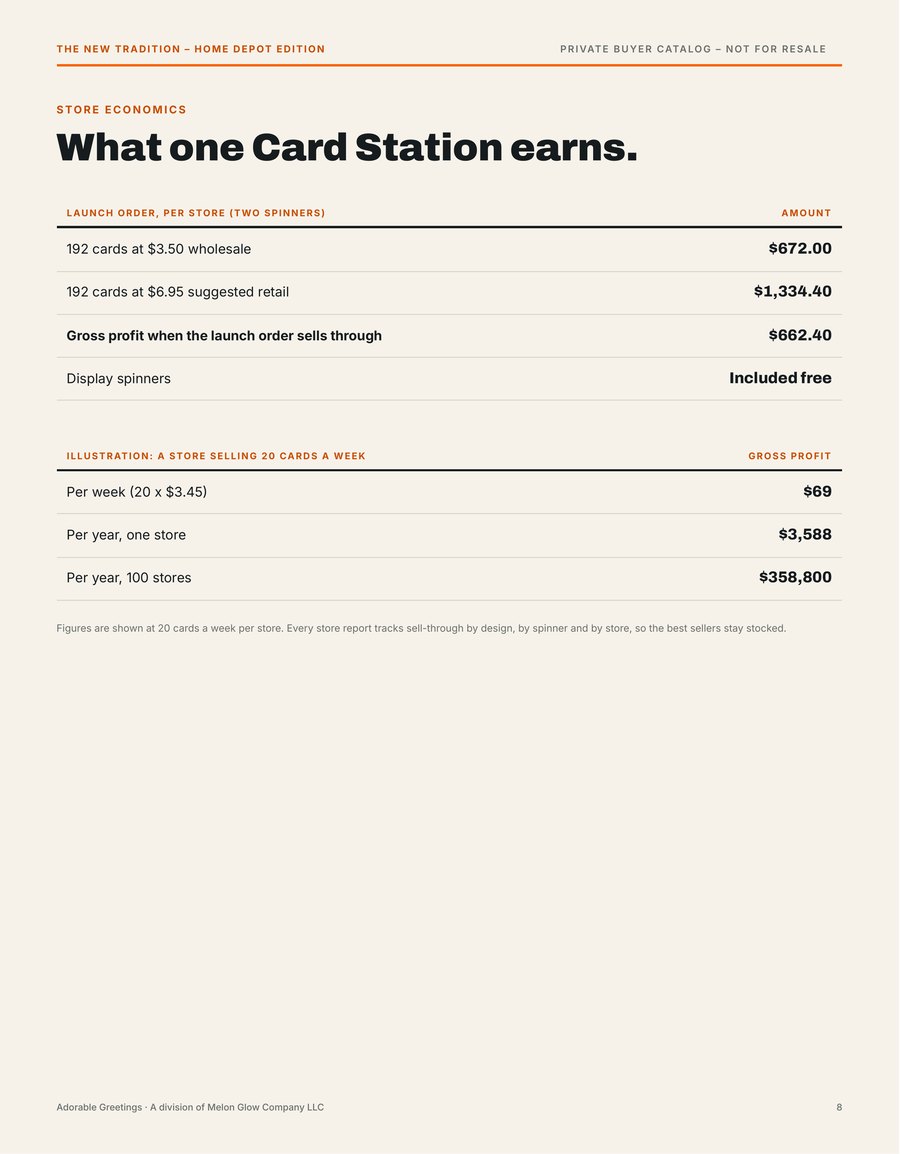 THE NEW TRADITION – HOME DEPOT EDITION
PRIVATE BUYER CATALOG – NOT FOR RESALE
STORE ECONOMICS
What one Card Station earns.
LAUNCH ORDER, PER STORE (TWO SPINNERS) AMOUNT
192 cards at $3.50 wholesale $672.00
192 cards at $6.95 suggested retail $1,334.40
Gross profit when the launch order sells through $662.40
Display spinners Included free
ILLUSTRATION: A STORE SELLING 20 CARDS A WEEK GROSS PROFIT
Per week (20 x $3.45) $69
Per year, one store $3,588
Per year, 100 stores $358,800
Figures are shown at 20 cards a week per store. Every store report tracks sell-through by design, by spinner and by store, so the best sellers stay stocked.
Adorable Greetings · A division of Melon Glow Company LLC 8